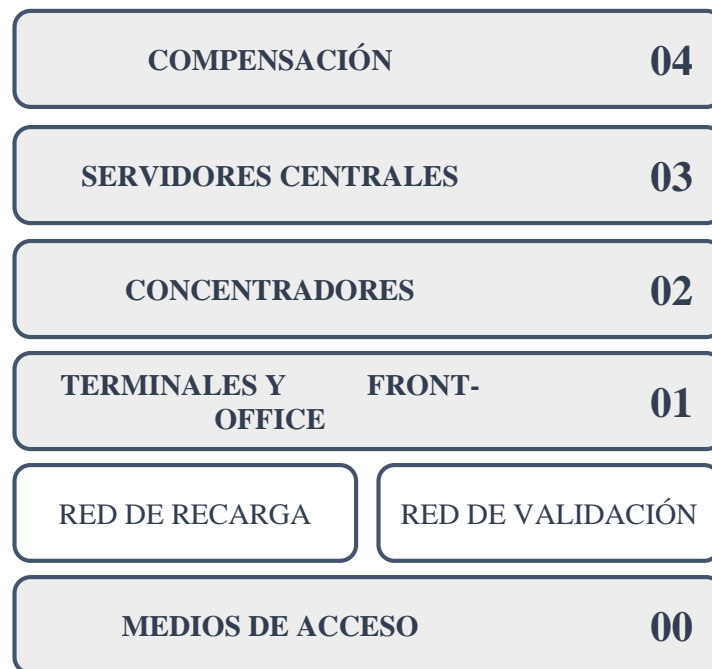 COMPENSACIÓN 04
SERVIDORES CENTRALES 03
CONCENTRADORES 02
TERMINALES Y FRONT-
OFFICE 01
RED DE RECARGA RED DE VALIDACIÓN
MEDIOS DE ACCESO 00